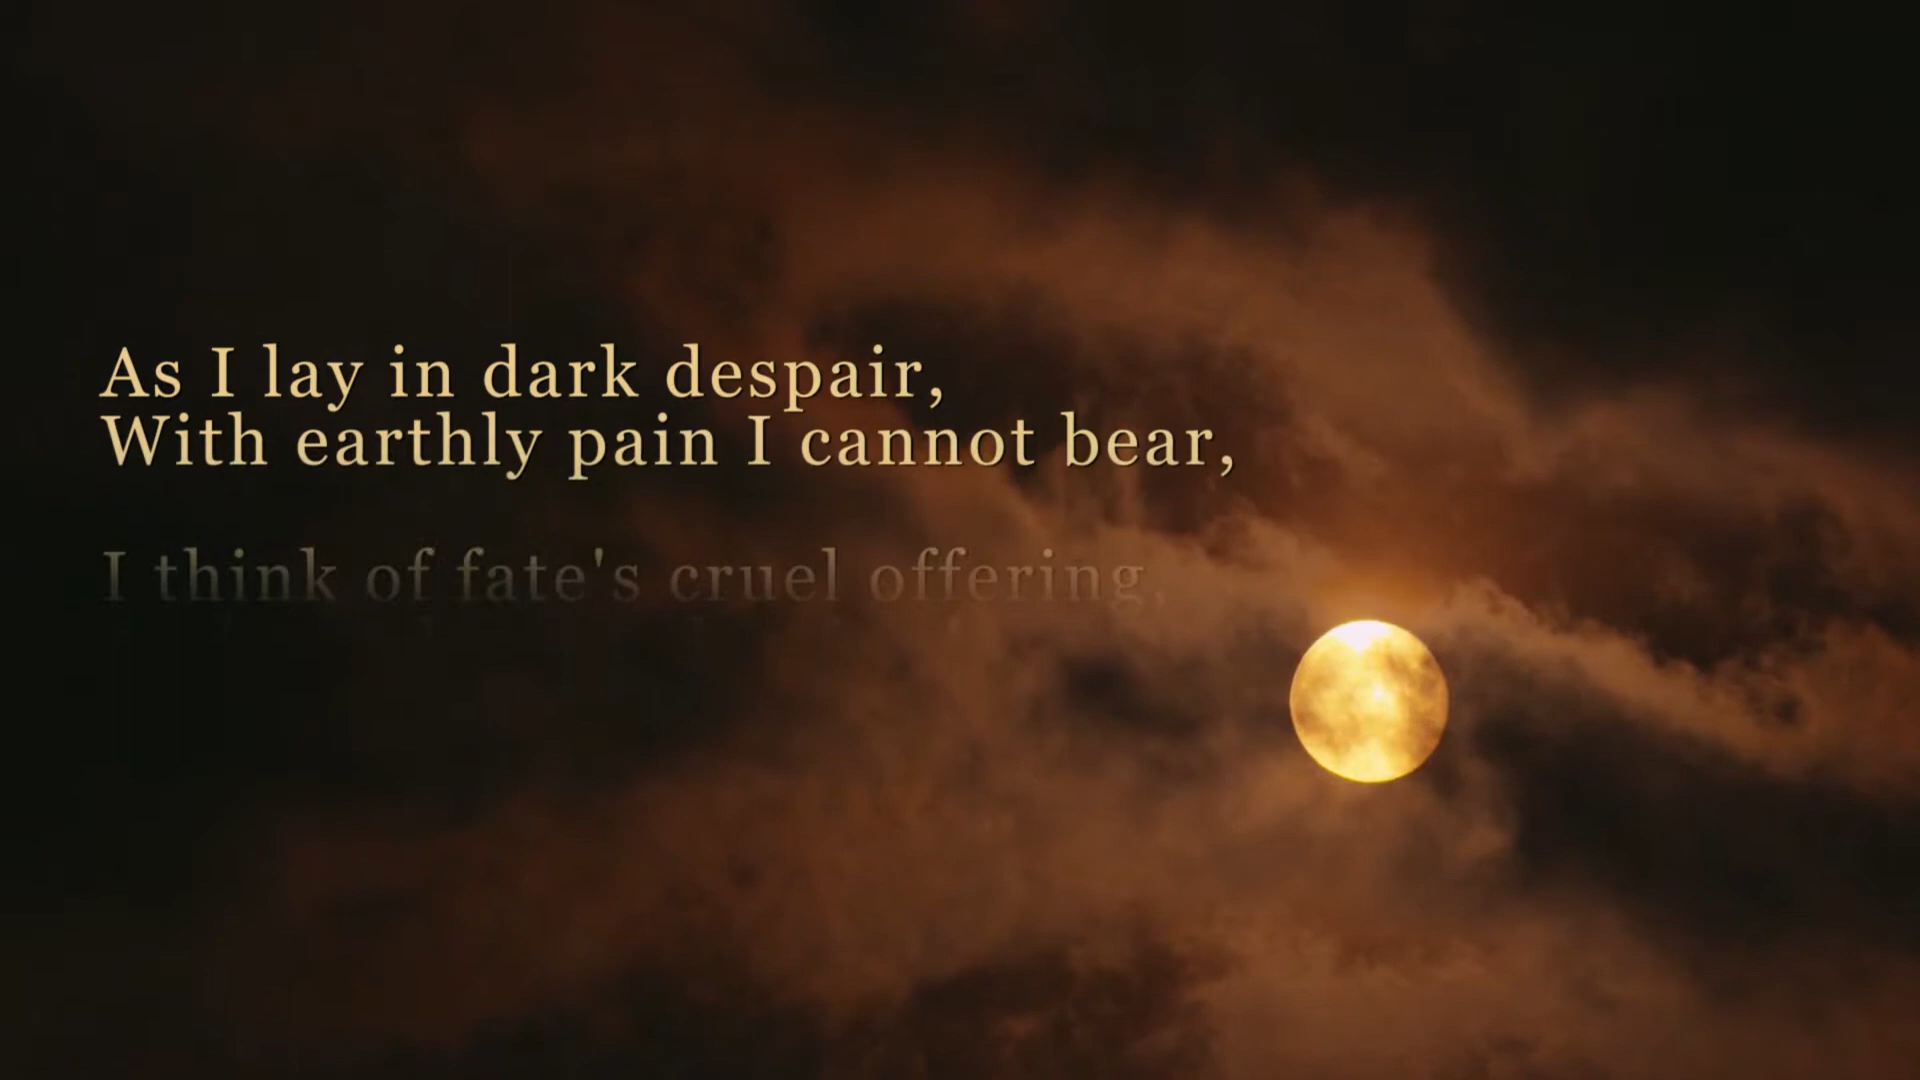 As I lay in dark despair,
With earthly pain I cannot bear,
I think of fate's cruel offering,